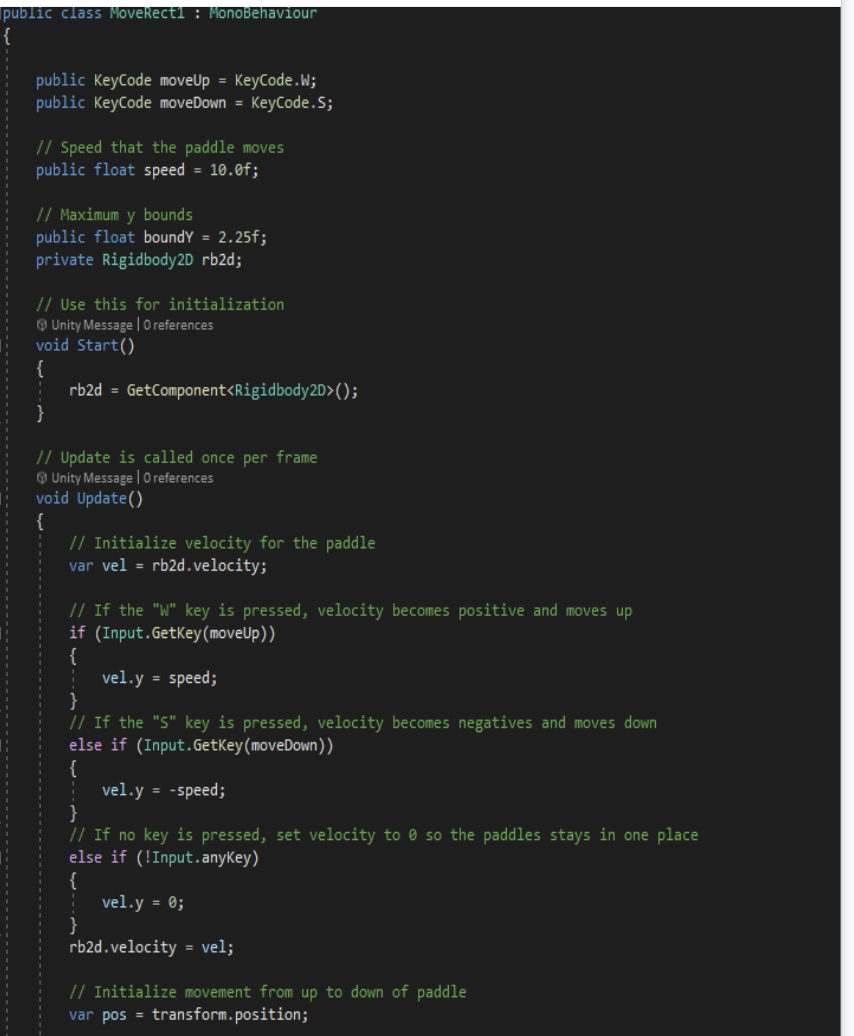 public class MoveRect1 : MonoBehaviour
{
public KeyCode moveUp = KeyCode.W;
public KeyCode moveDown = KeyCode.S;
// Speed that the paddle moves
public float speed = 10.0f;
// Maximum y bounds
public float boundY = 2.25f;
private Rigidbody2D rb2d;
// Use this for initialization
Unity Message | 0 references
void Start()
{
rb2d = GetComponent<Rigidbody2D>();
}
// Update is called once per frame
Unity Message | 0 references
void Update()
{
// Initialize velocity for the paddle
var vel = rb2d.velocity;
// If the "W" key is pressed, velocity becomes positive and moves up
if (Input.GetKey(moveUp))
{
vel.y = speed;
}
// If the "S" key is pressed, velocity becomes negatives and moves down
else if (Input.GetKey(moveDown))
{
vel.y = -speed;
}
// If no key is pressed, set velocity to 0 so the paddles stays in one place
else if (!Input.anyKey)
{
vel.y = 0;
}
rb2d.velocity = vel;
// Initialize movement from up to down of paddle
var pos = transform.position;